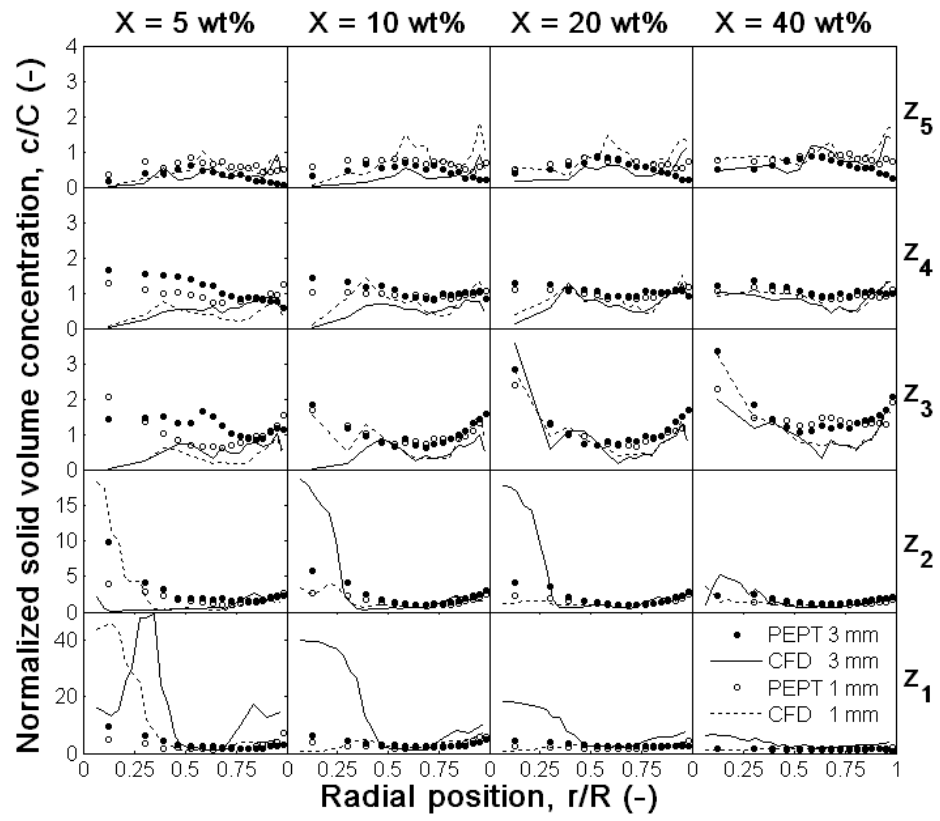 X = 5 wt%
X = 10 wt%
X = 20 wt%
X = 40 wt%
Normalized solid volume concentration, c/C (-)
4
3
2
1
0
z5
3
2
1
0
z4
3
2
1
0
z3
15
10
5
0
z2
40
20
0
z1
PEPT 3 mm
CFD 3 mm
PEPT 1 mm
CFD 1 mm
0 0.25 0.5 0.75 0 0.25 0.5 0.75 0 0.25 0.5 0.75 0 0.25 0.5 0.75 1
Radial position, r/R (-)